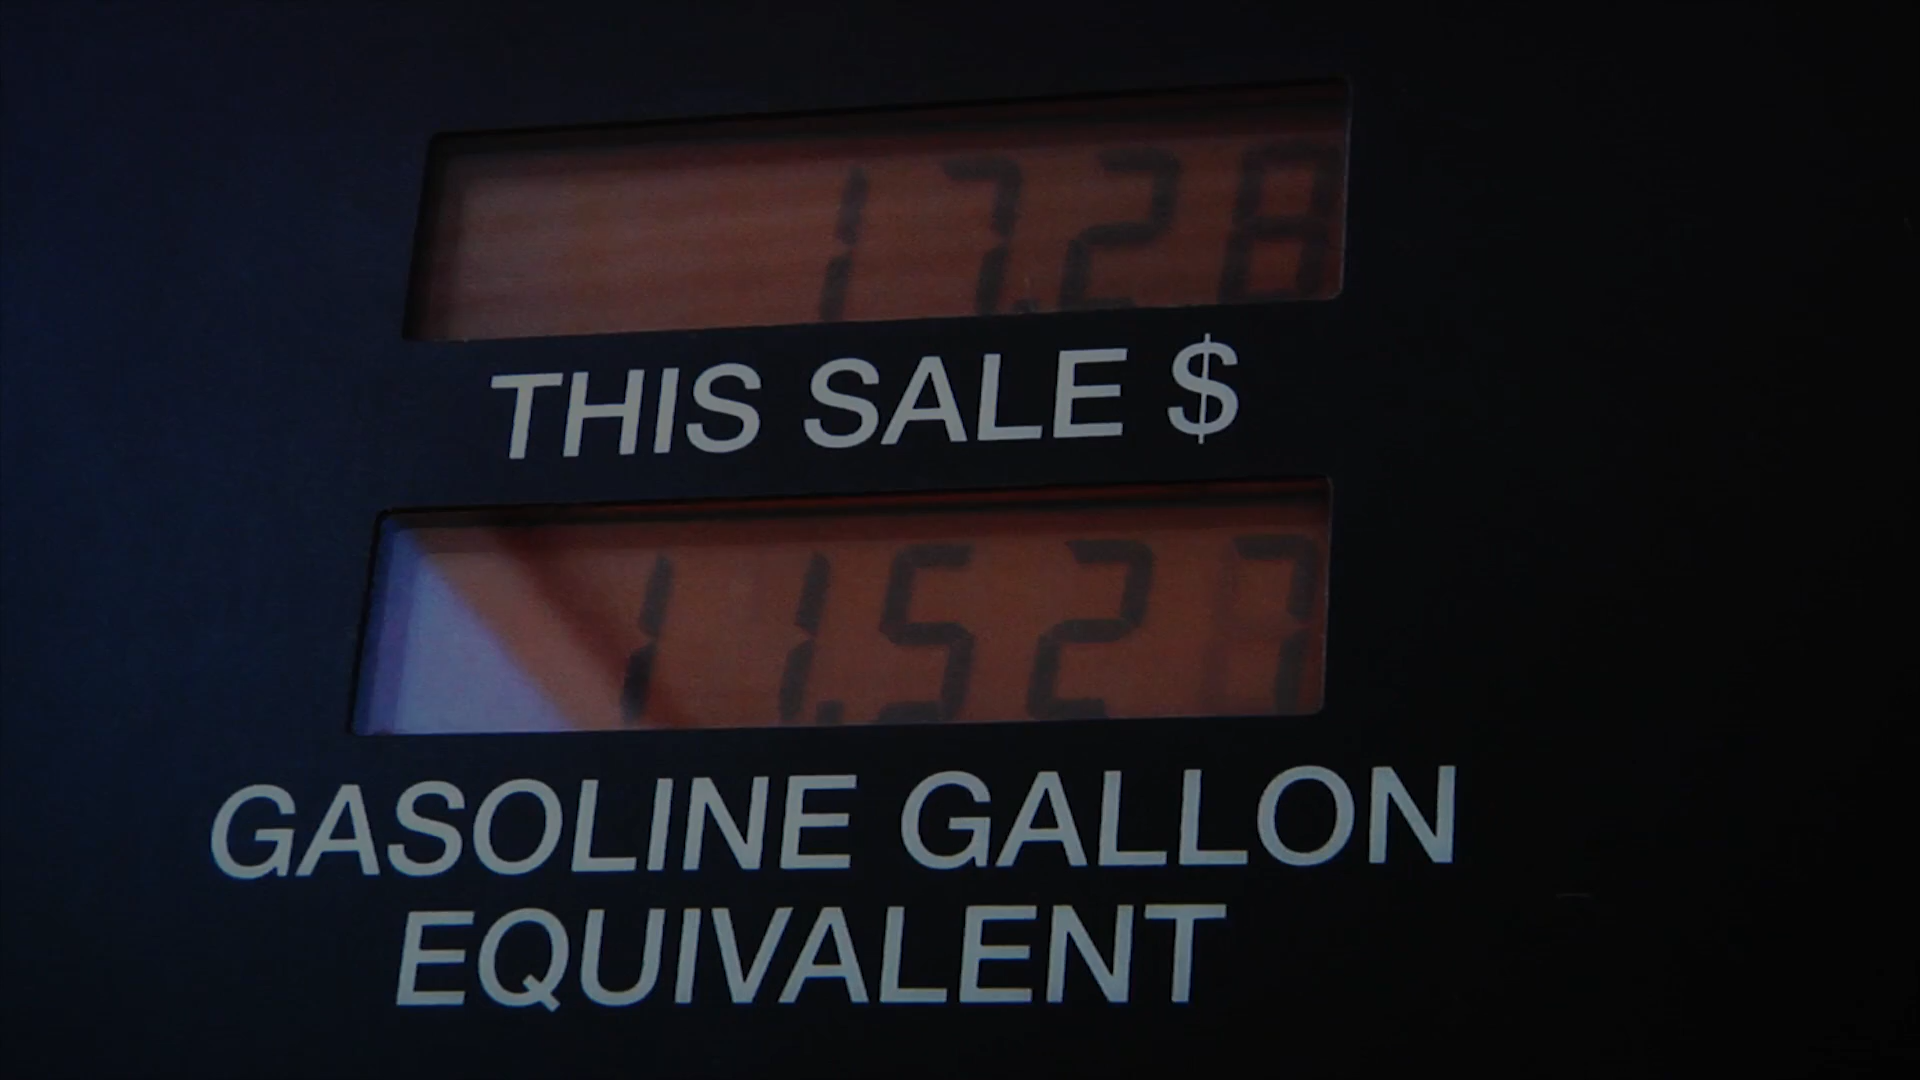 17.28
THIS SALE $
11.527
GASOLINE GALLON
EQUIVALENT